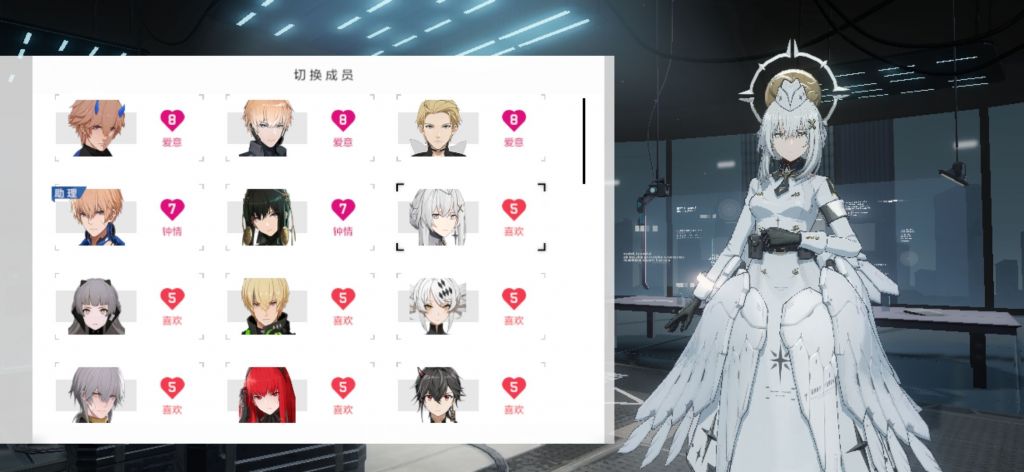 切换成员
8 8 8
爱意 爱意 爱意
助理
7 7 5
钟情 钟情 喜欢
5 5 5
喜欢 喜欢 喜欢
5 5 5
喜欢 喜欢 喜欢